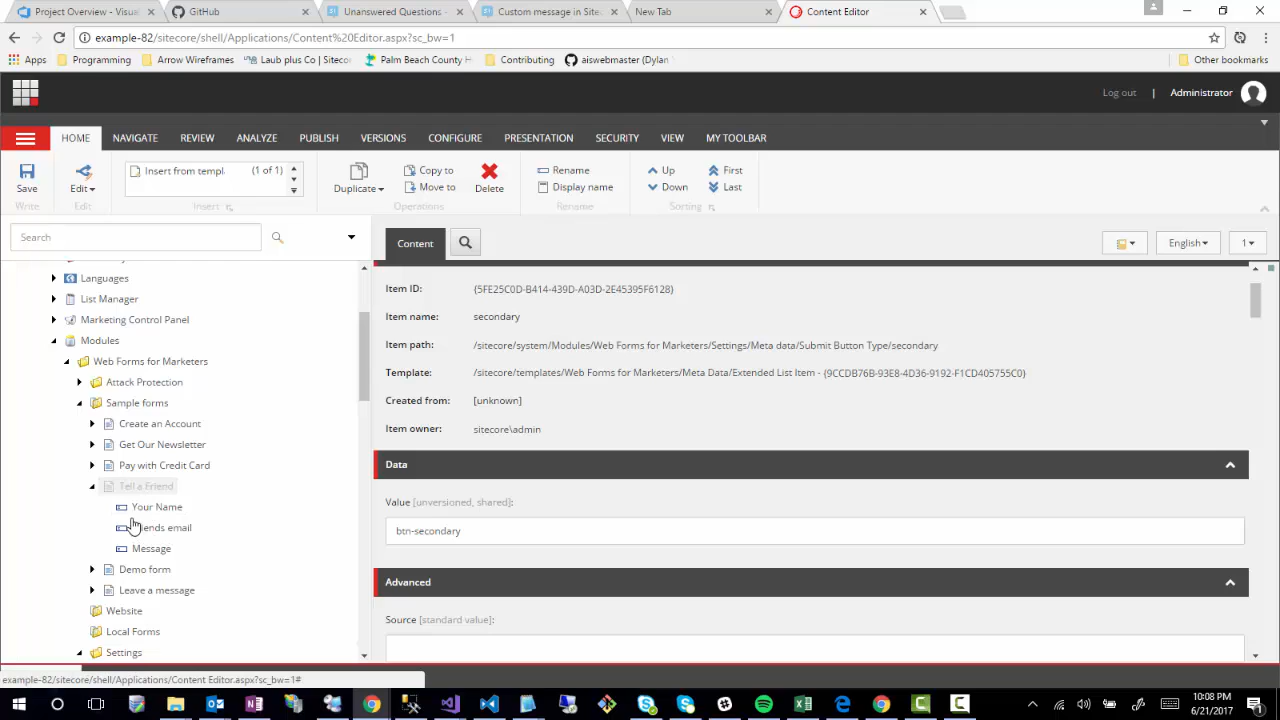 Project Overview - Visual
GitHub
Unanswered Questions -
Custom message in Site
New Tab
Content Editor
example-82/sitecore/shell/Applications/Content%20Editor.aspx?sc_bw=1
Apps
Programming
Arrow Wireframes
Laub plus Co | Sitecor
Palm Beach County H
Contributing
aiswebmaster (Dylan
Other bookmarks
Log out | Administrator
HOME NAVIGATE REVIEW ANALYZE PUBLISH VERSIONS CONFIGURE PRESENTATION SECURITY VIEW MY TOOLBAR
Save
Write
Edit
Edit
Insert from templ. (1 of 1)
Insert
Duplicate
Copy to
Move to
Delete
Operations
Rename
Display name
Rename
Up
Down
First
Last
Sorting
Search
Content
English
1
Languages
List Manager
Marketing Control Panel
Modules
Web Forms for Marketers
Attack Protection
Sample forms
Create an Account
Get Our Newsletter
Pay with Credit Card
Tell a Friend
Your Name
ends email
Message
Demo form
Leave a message
Website
Local Forms
Settings
Item ID: {5FE25C0D-B414-439D-A03D-2E45395F6128}
Item name: secondary
Item path: /sitecore/system/Modules/Web Forms for Marketers/Settings/Meta data/Submit Button Type/secondary
Template: /sitecore/templates/Web Forms for Marketers/Meta Data/Extended List Item - {9CCDB76B-93E8-4D36-9192-F1CD405755C0}
Created from: [unknown]
Item owner: sitecore\admin
Data
Value [unversioned, shared]:
btn-secondary
Advanced
Source [standard value]:
example-82/sitecore/shell/Applications/Content Editor.aspx?sc_bw=1#
10:08 PM
6/21/2017
1